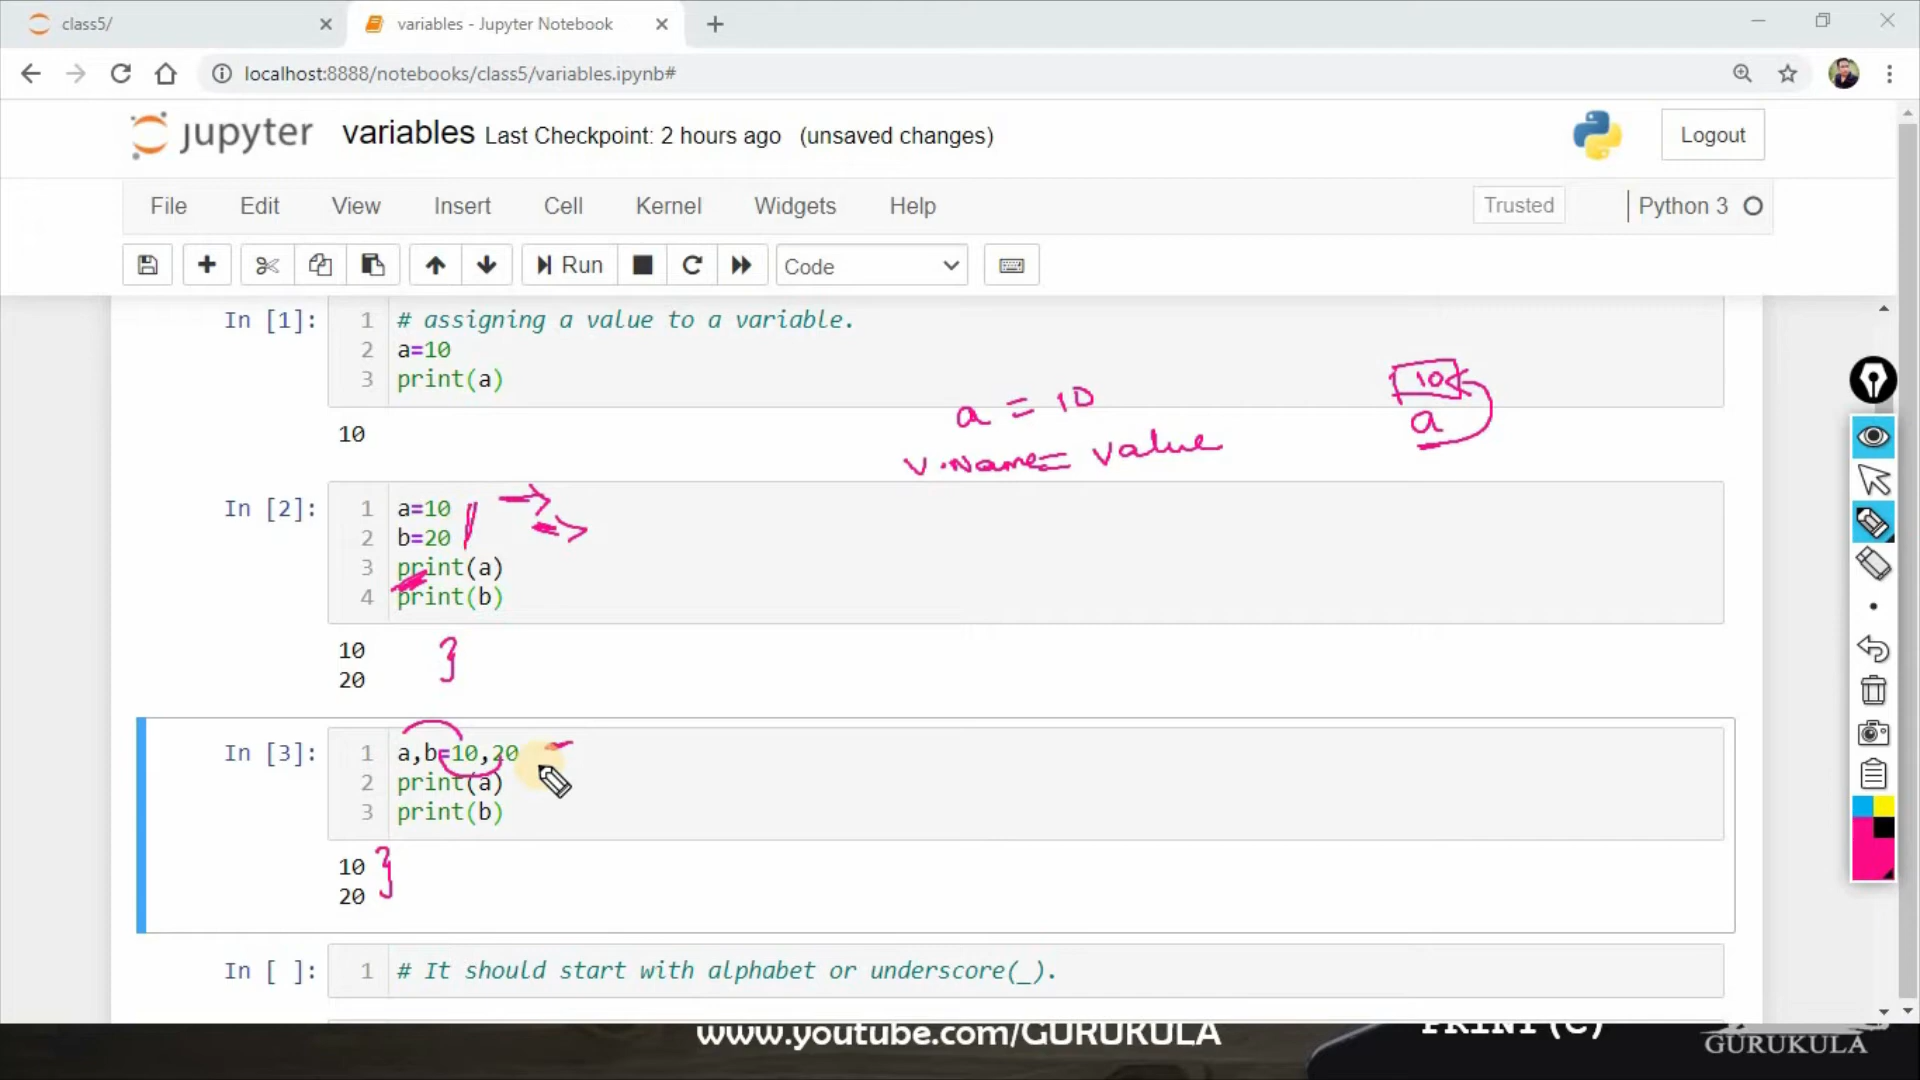 class5/
variables - Jupyter Notebook
localhost:8888/notebooks/class5/variables.ipynb#
jupyter variables Last Checkpoint: 2 hours ago (unsaved changes)
Logout
File Edit View Insert Cell Kernel Widgets Help
Trusted
Python 3
Run
Code
In [1]:
1 # assigning a value to a variable.
2 a=10
3 print(a)
10
a = 10
v.Name= value
10
a
In [2]:
1 a=10
2 b=20
3 print(a)
4 print(b)
10
20
In [3]:
1 a,b=10,20
2 print(a)
3 print(b)
10
20
In [ ]:
1 # It should start with alphabet or underscore(_).
www.youtube.com/GURUKULA
PRINT(C)
GURUKULA